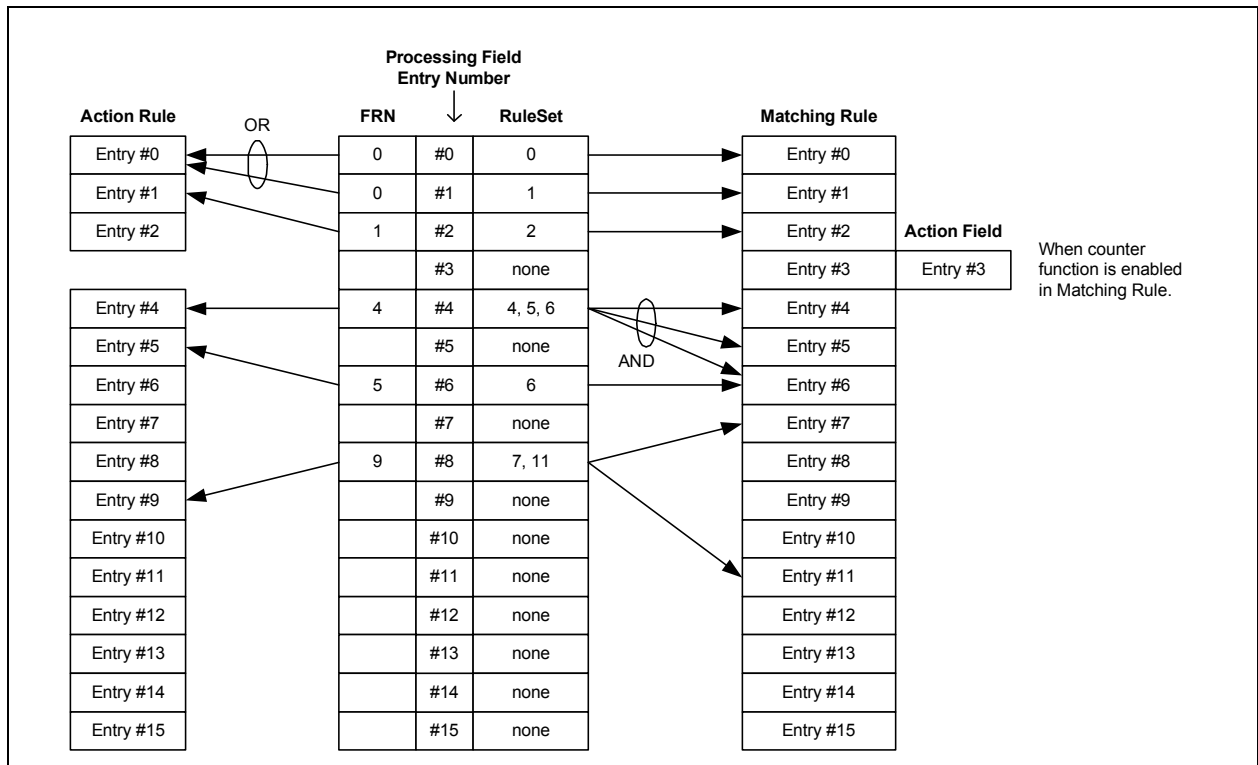 Processing Field
Entry Number
Action Rule
OR
FRN
RuleSet
Matching Rule
Entry #0
0
#0
0
Entry #0
Entry #1
0
#1
1
Entry #1
Entry #2
1
#2
2
Entry #2
Action Field
#3
none
Entry #3
Entry #3
When counter
function is enabled
in Matching Rule.
Entry #4
4
#4
4, 5, 6
Entry #4
Entry #5
#5
none
AND
Entry #5
Entry #6
5
#6
6
Entry #6
Entry #7
#7
none
Entry #7
Entry #8
9
#8
7, 11
Entry #8
Entry #9
#9
none
Entry #9
Entry #10
#10
none
Entry #10
Entry #11
#11
none
Entry #11
Entry #12
#12
none
Entry #12
Entry #13
#13
none
Entry #13
Entry #14
#14
none
Entry #14
Entry #15
#15
none
Entry #15